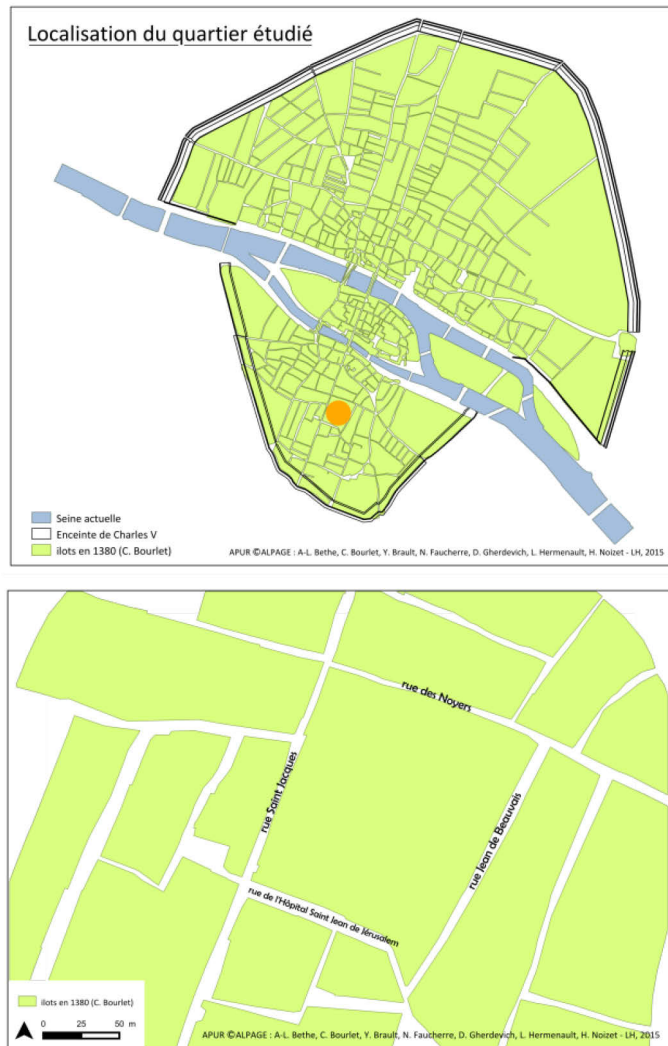 Localisation du quartier étudié
Seine actuelle
Enceinte de Charles V
ilots en 1380 (C. Bourlet)
APUR ©ALPAGE : A-L. Bethe, C. Bourlet, Y. Brault, N. Faucherre, D. Gherdevich, L. Hermenault, H. Noizet - LH, 2015
rue des Noyers
rue Saint Jacques
rue Jean de Beauvais
rue de l'Hôpital Saint Jean de Jérusalem
ilots en 1380 (C. Bourlet)
0 25 50 m
APUR ©ALPAGE : A-L. Bethe, C. Bourlet, Y. Brault, N. Faucherre, D. Gherdevich, L. Hermenault, H. Noizet - LH, 2015